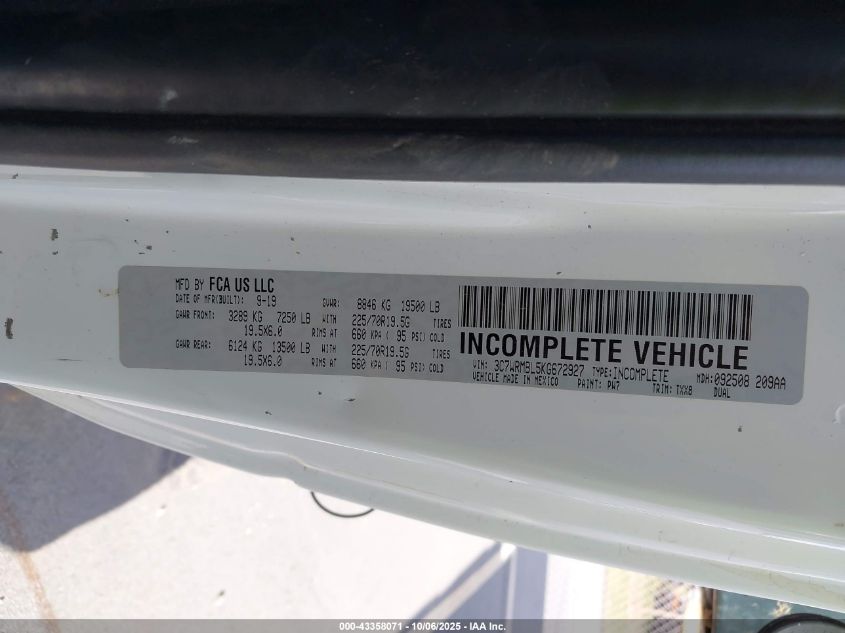 MFD BY FCA US LLC
DATE OF MFR(BUILT): 9-19 GVWR: 8846 KG 19500 LB
GAWR FRONT: 3289 KG 7250 LB WITH 225/70R19.5G TIRES
19.5X6.0 RIMS AT 660 KPA ( 95 PSI) COLD
GAWR REAR: 6124 KG 13500 LB WITH 225/70R19.5G TIRES
19.5X6.0 RIMS AT 660 KPA ( 95 PSI) COLD
INCOMPLETE VEHICLE
VIN: 3C7WRMBL5KG672927 TYPE: INCOMPLETE MDH: 092508 209AA
VEHICLE MADE IN MEXICO PAINT: PW7 TRIM: TXX8 DUAL
000-43358071 - 10/06/2025 - IAA Inc.